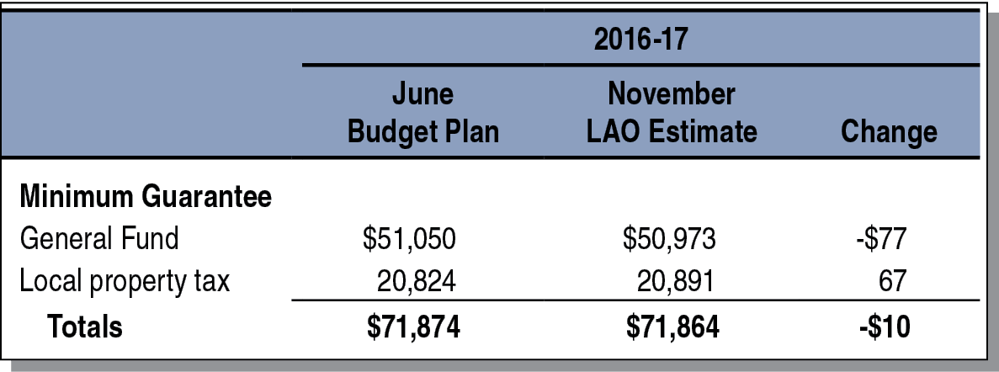 2016-17
June Budget Plan November LAO Estimate Change
Minimum Guarantee
General Fund $51,050 $50,973 -$77
Local property tax 20,824 20,891 67
Totals $71,874 $71,864 -$10